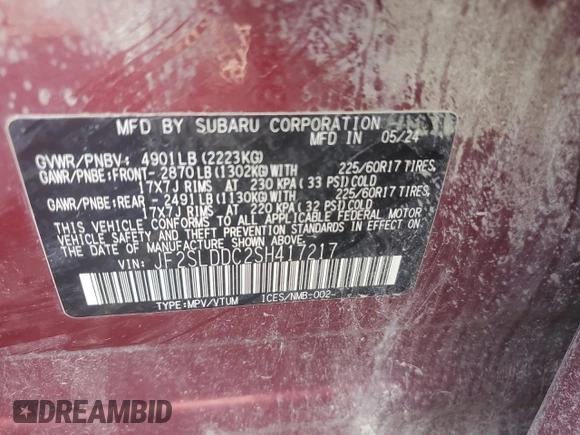 MFD BY SUBARU CORPORATION
MFD IN 05/24
GVWR/PNBV: 4901LB(2223KG)
GAWR/PNBE:FRONT- 2870LB(1302KG)WITH 225/60R17 TIRES,
17X7J RIMS AT 230 KPA( 33 PSI)COLD
GAWR/PNBE:REAR - 2491LB(1130KG)WITH 225/60R17 TIRES,
17X7J RIMS AT 220 KPA( 32 PSI)COLD
THIS VEHICLE CONFORMS TO ALL APPLICABLE FEDERAL MOTOR
VEHICLE SAFETY AND THEFT PREVENTION STANDARDS IN EFFECT
ON THE DATE OF MANUFACTURE SHOWN ABOVE.
VIN: JF2SLDDC2SH417217
TYPE:MPV/VTUM ICES/NMB-002-
DREAMBID